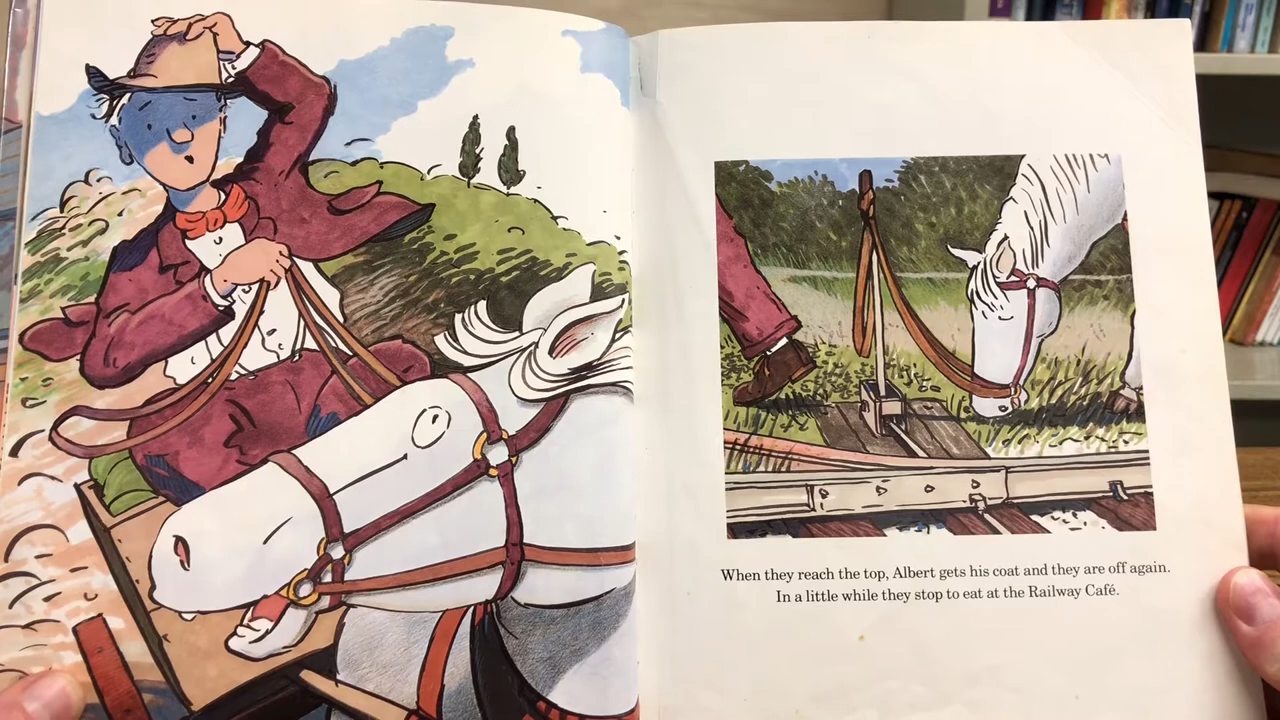 When they reach the top, Albert gets his coat and they are off again.
In a little while they stop to eat at the Railway Café.